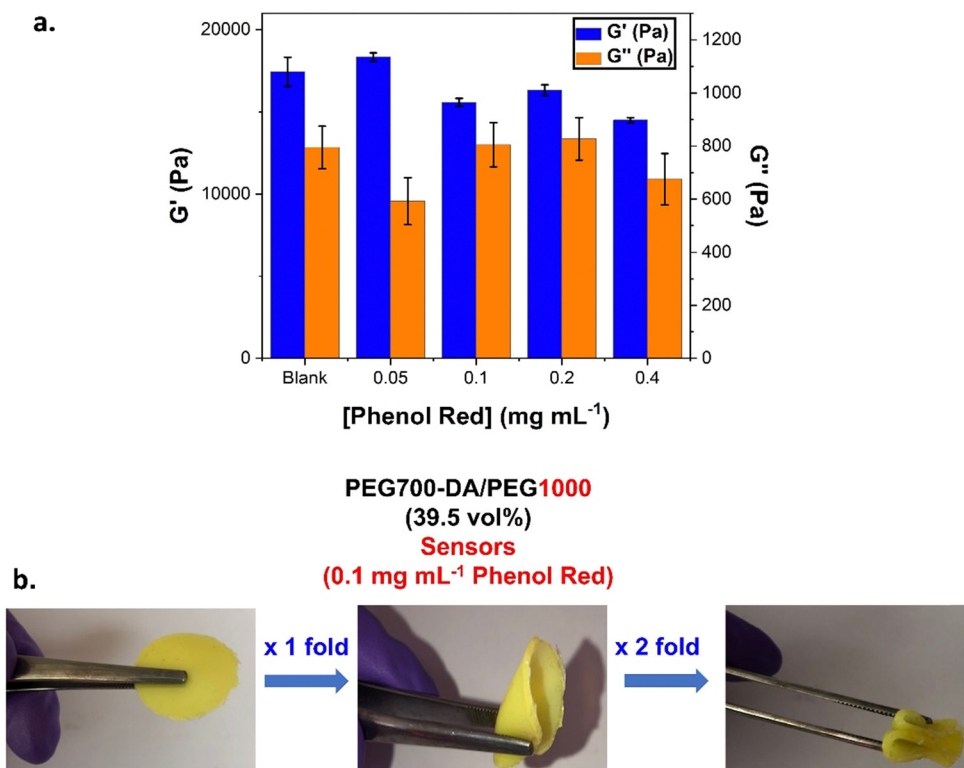 a.
G' (Pa)
G'' (Pa)
20000
10000
0
G' (Pa)
1200
1000
800
600
400
200
0
G'' (Pa)
Blank 0.05 0.1 0.2 0.4
[Phenol Red] (mg mL⁻¹)
PEG700-DA/PEG1000
(39.5 vol%)
Sensors
(0.1 mg mL⁻¹ Phenol Red)
b.
x 1 fold
x 2 fold